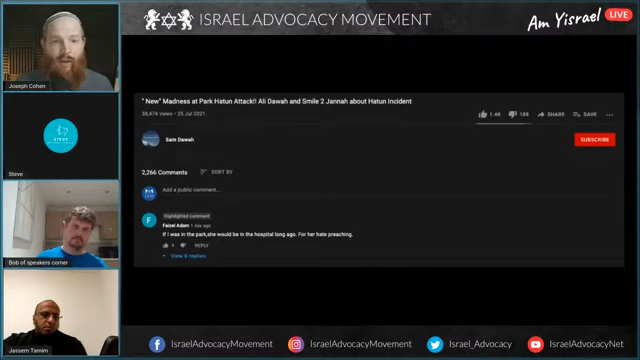 ISRAEL ADVOCACY MOVEMENT
Am Yisrael LIVE
Joseph Cohen
STEVE
Steve
Bob of speakers corner
Jassem Tamim
" New" Madness at Park Hatun Attack!! Ali Dawah and Smile 2 Jannah about Hatun Incident
38,474 views • 25 Jul 2021
1.4K 189 SHARE SAVE ...
Sam Dawah
SUBSCRIBE
2,266 Comments SORT BY
Add a public comment...
Highlighted comment
F
Faizel Adam 1 day ago
If I was in the park,she would be in the hospital long ago. For her hate preaching.
4 REPLY
View 6 replies
IsraelAdvocacyMovement IsraelAdvocacyMovement Israel_Advocacy IsraelAdvocacyNet